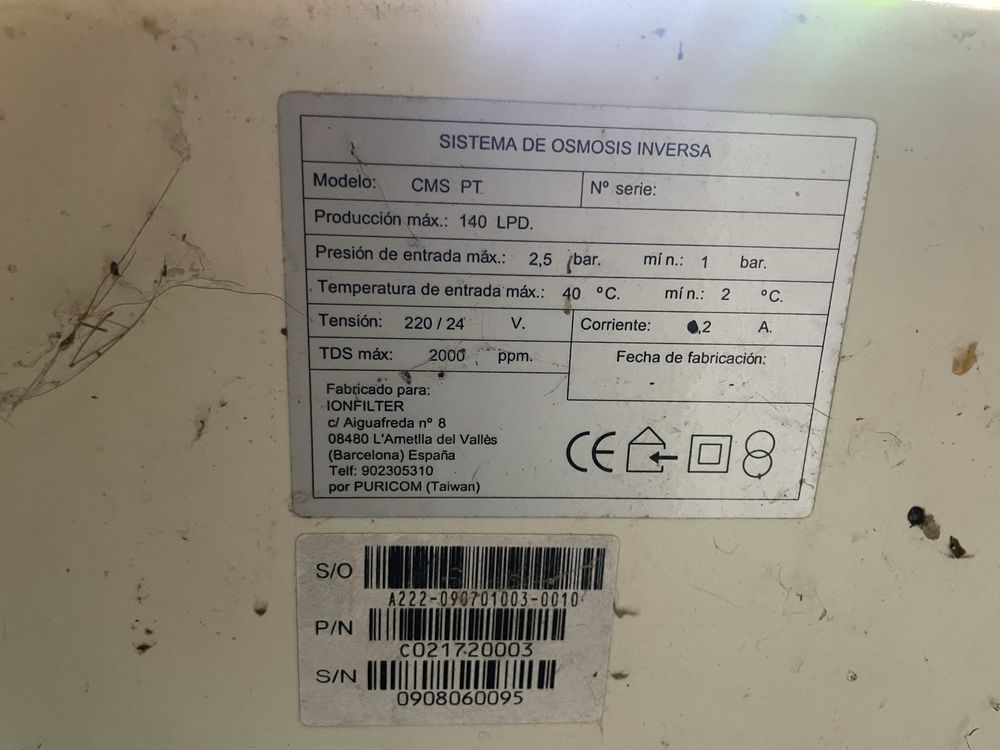 SISTEMA DE OSMOSIS INVERSA
Modelo: CMS PT
Nº serie:
Producción máx.: 140 LPD.
Presión de entrada máx.: 2,5 bar. mín.: 1 bar.
Temperatura de entrada máx.: 40 ºC. mín.: 2 ºC.
Tensión: 220 / 24 V.
Corriente: ,2 A.
TDS máx: 2000 ppm.
Fecha de fabricación:
- -
Fabricado para:
IONFILTER
c/ Aiguafreda nº 8
08480 L'Ametlla del Vallès
(Barcelona) España
Telf: 902305310
por PURICOM (Taiwan)
CE
S/O
A222-090701003-0010
P/N
C021720003
S/N
0908060095